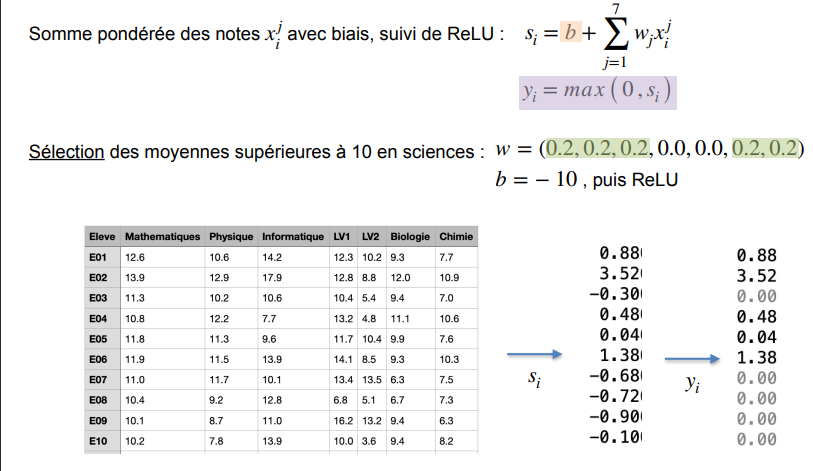 Somme pondérée des notes x_i^j avec biais, suivi de ReLU : s_i = b + ∑_{j=1}^{7} w_j x_i^j
y_i = max ( 0 , s_i )
Sélection des moyennes supérieures à 10 en sciences : w = (0.2, 0.2, 0.2, 0.0, 0.0, 0.2, 0.2)
b = − 10 , puis ReLU
Eleve Mathematiques Physique Informatique LV1 LV2 Biologie Chimie
E01 12.6 10.6 14.2 12.3 10.2 9.3 7.7
E02 13.9 12.9 17.9 12.8 8.8 12.0 10.9
E03 11.3 10.2 10.6 10.4 5.4 9.4 7.0
E04 10.8 12.2 7.7 13.2 4.8 11.1 10.6
E05 11.8 11.3 9.6 11.7 10.4 9.9 7.6
E06 11.9 11.5 13.9 14.1 8.5 9.3 10.3
E07 11.0 11.7 10.1 13.4 13.5 6.3 7.5
E08 10.4 9.2 12.8 6.8 5.1 6.7 7.3
E09 10.1 8.7 11.0 16.2 13.2 9.4 6.3
E10 10.2 7.8 13.9 10.0 3.6 9.4 8.2
s_i
0.88
3.52
-0.30
0.48
0.04
1.38
-0.68
-0.72
-0.90
-0.10
y_i
0.88
3.52
0.00
0.48
0.04
1.38
0.00
0.00
0.00
0.00